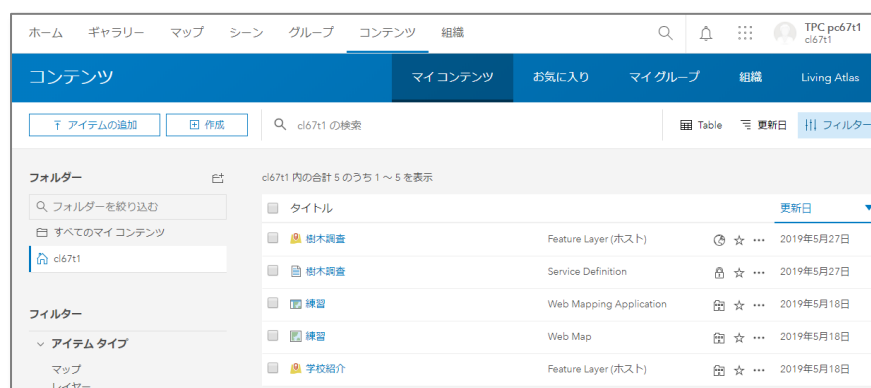 ホーム ギャラリー マップ シーン グループ コンテンツ 組織 TPC pc67t1
cl67t1
コンテンツ マイ コンテンツ お気に入り マイ グループ 組織 Living Atlas
アイテムの追加 作成 cl67t1 の検索 Table 更新日 フィルター
フォルダー cl67t1 内の合計 5 のうち 1 ~ 5 を表示
フォルダーを絞り込む タイトル 更新日
すべてのマイ コンテンツ
樹木調査 Feature Layer (ホスト) 2019年5月27日
cl67t1
樹木調査 Service Definition 2019年5月27日
練習 Web Mapping Application 2019年5月18日
フィルター
練習 Web Map 2019年5月18日
アイテム タイプ
マップ
学校紹介 Feature Layer (ホスト) 2019年5月18日
レイヤー